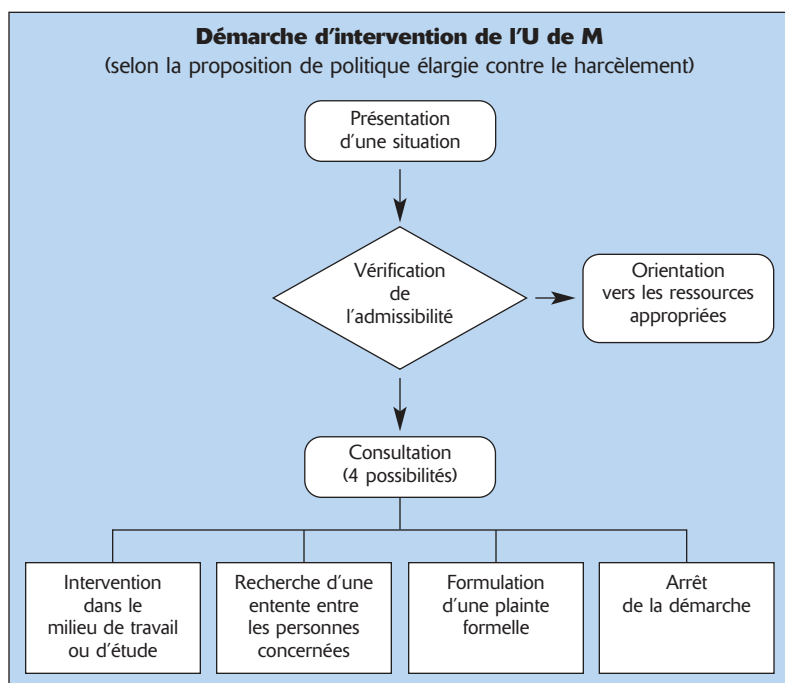 Démarche d’intervention de l’U de M
(selon la proposition de politique élargie contre le harcèlement)
Présentation
d’une situation
Vérification
de
l’admissibilité
Orientation
vers les ressources
appropriées
Consultation
(4 possibilités)
Intervention
dans le
milieu de travail
ou d’étude
Recherche d’une
entente entre
les personnes
concernées
Formulation
d’une plainte
formelle
Arrêt
de la démarche